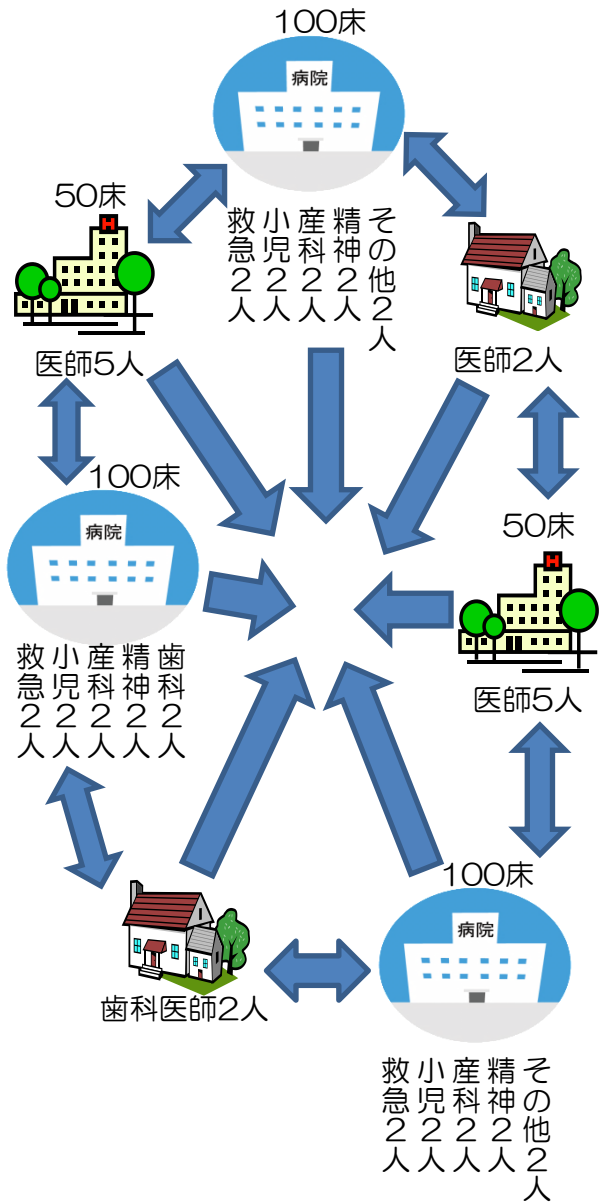 100床
病院
50床
その他2人
精神2人
産科2人
小児2人
救急2人
医師5人
医師2人
100床
病院
歯科2人
精神2人
産科2人
小児2人
救急2人
50床
H
医師5人
H
100床
病院
歯科医師2人
その他2人
精神2人
産科2人
小児2人
救急2人